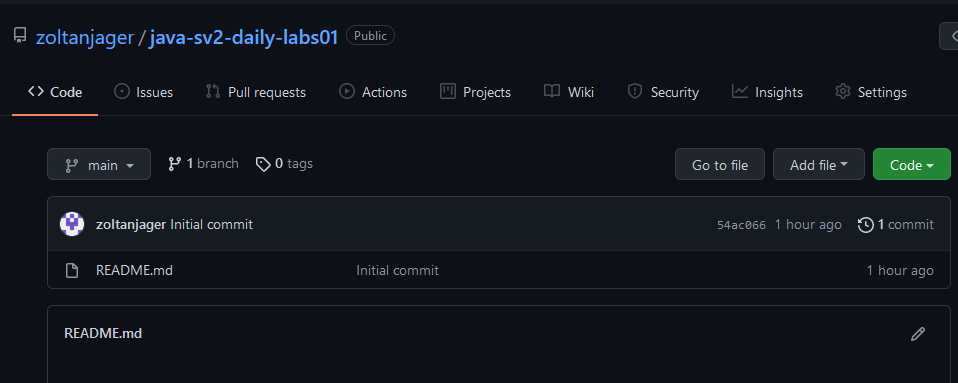 zoltanjager / java-sv2-daily-labs01 Public
Code Issues Pull requests Actions Projects Wiki Security Insights Settings
main 1 branch 0 tags Go to file Add file Code
zoltanjager Initial commit 54ac066 1 hour ago 1 commit
README.md Initial commit 1 hour ago
README.md